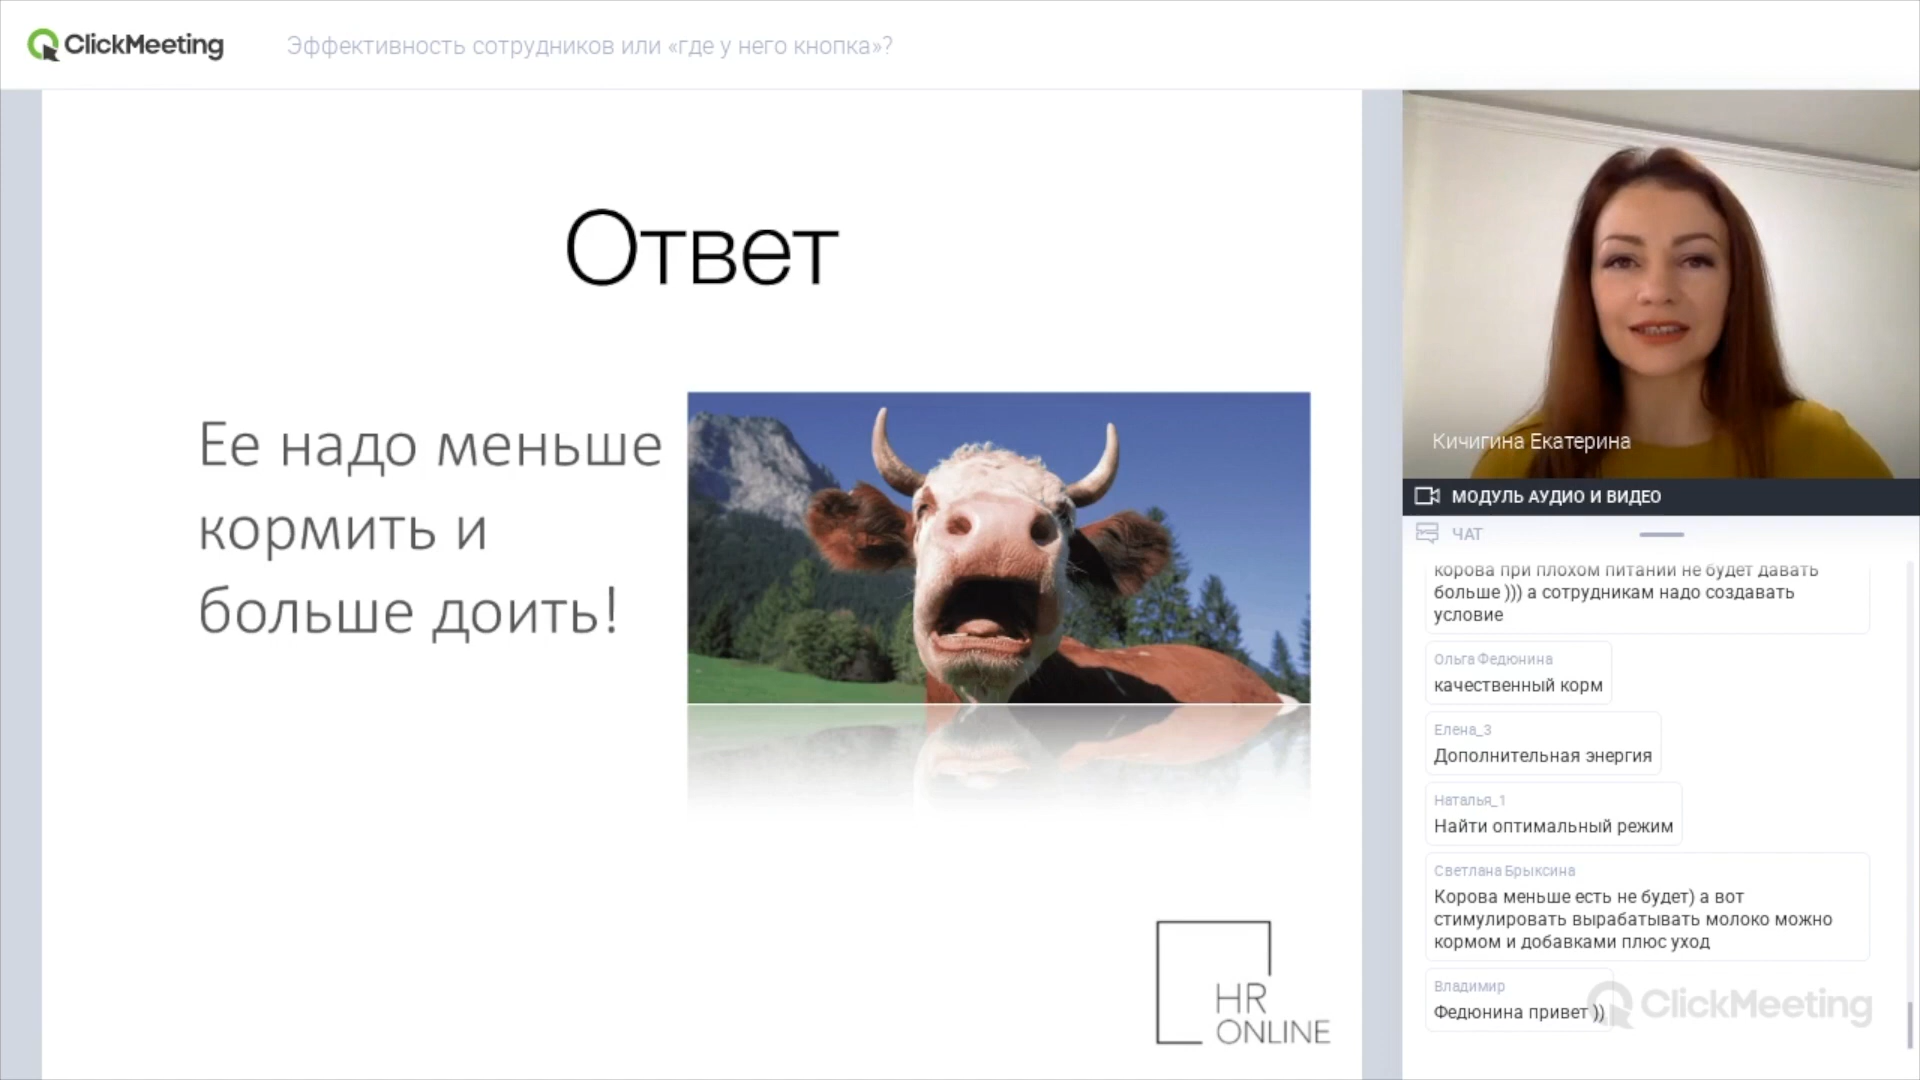 ClickMeeting
Эффективность сотрудников или «где у него кнопка»?
Ответ
Ее надо меньше
кормить и
больше доить!
HR
ONLINE
Кичигина Екатерина
МОДУЛЬ АУДИО И ВИДЕО
ЧАТ
корова при плохом питании не будет давать
больше ))) а сотрудникам надо создавать
условие
Ольга Федюнина
качественный корм
Елена_3
Дополнительная энергия
Наталья_1
Найти оптимальный режим
Светлана Брыксина
Корова меньше есть не будет) а вот
стимулировать вырабатывать молоко можно
кормом и добавками плюс уход
Владимир
Федюнина привет ))
ClickMeeting